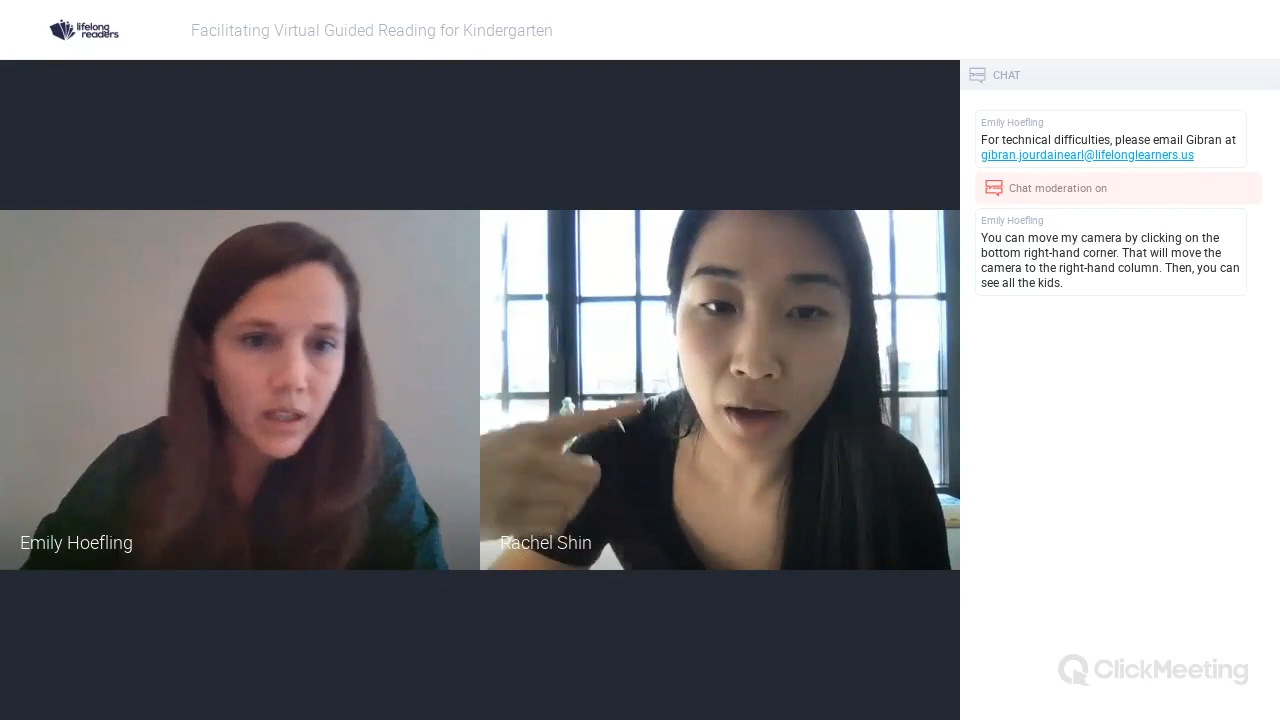 lifelong
readers
Facilitating Virtual Guided Reading for Kindergarten
CHAT
Emily Hoefling
For technical difficulties, please email Gibran at
gibran.jourdainearl@lifelonglearners.us
Chat moderation on
Emily Hoefling
You can move my camera by clicking on the
bottom right-hand corner. That will move the
camera to the right-hand column. Then, you can
see all the kids.
Emily Hoefling
Rachel Shin
ClickMeeting